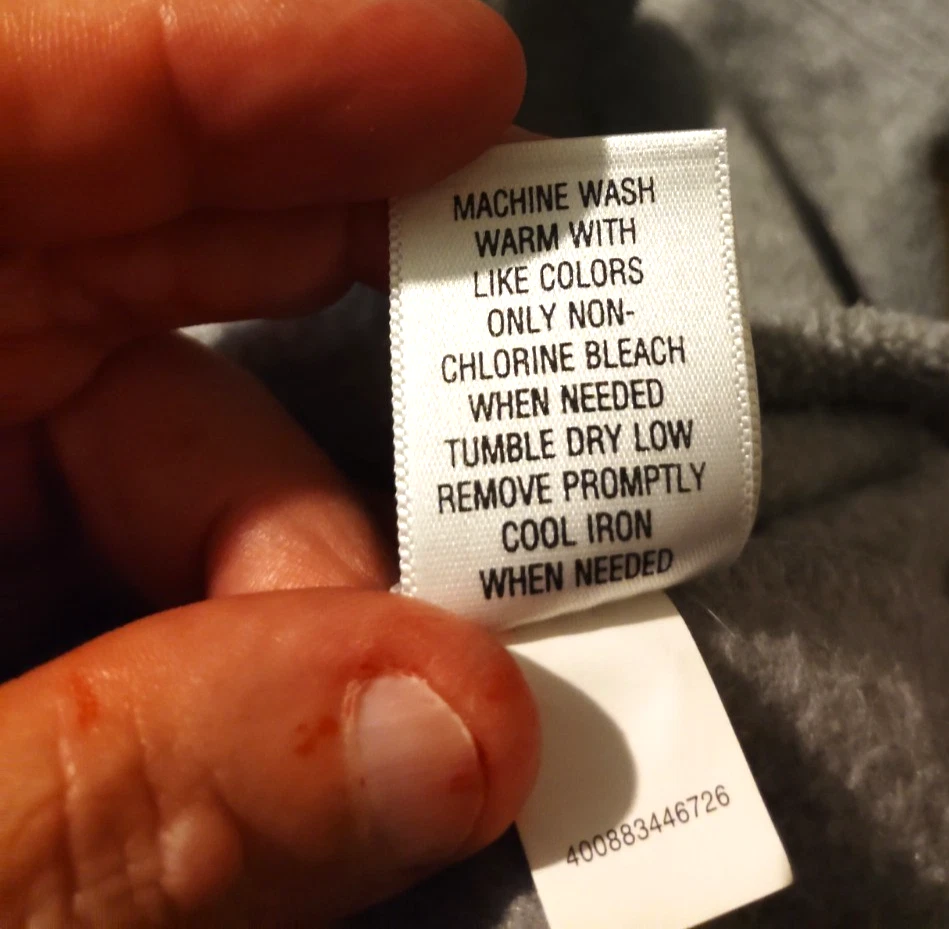 MACHINE WASH
WARM WITH
LIKE COLORS
ONLY NON-
CHLORINE BLEACH
WHEN NEEDED
TUMBLE DRY LOW
REMOVE PROMPTLY
COOL IRON
WHEN NEEDED
400883446726